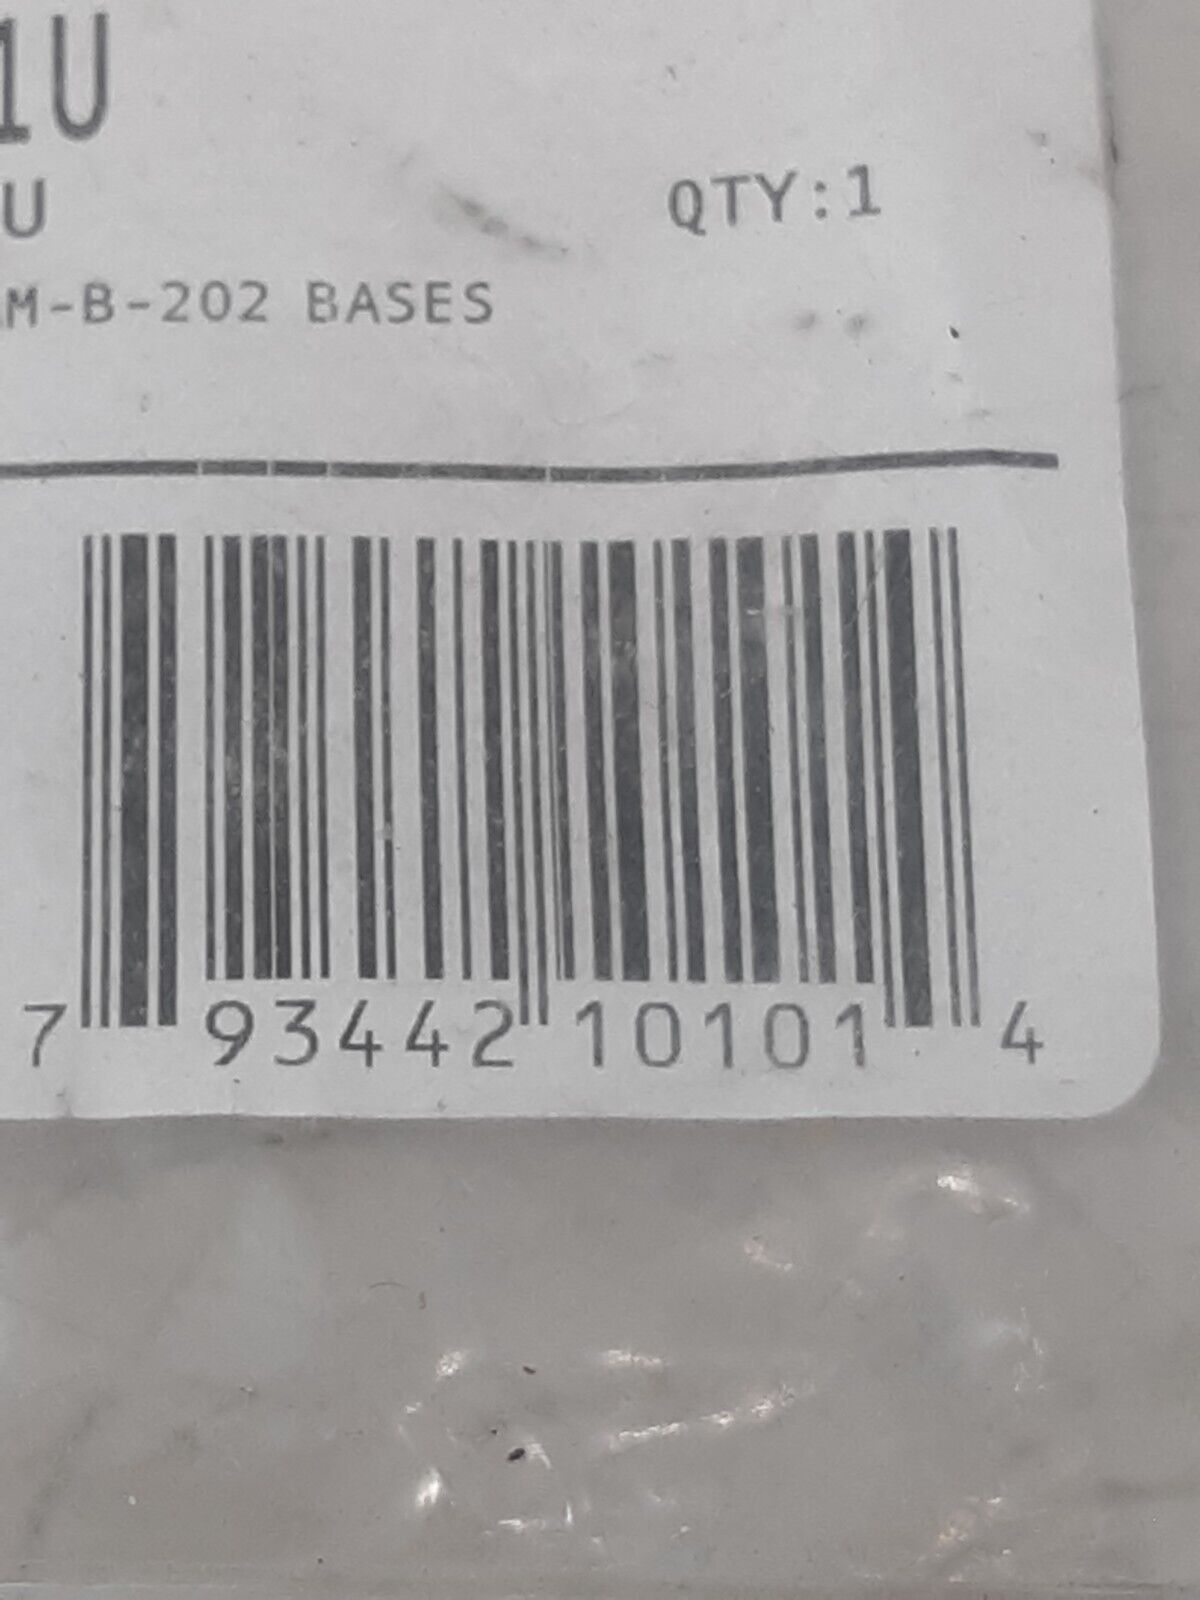 1U
U
QTY:1
M-B-202 BASES
7 93442 10101 4